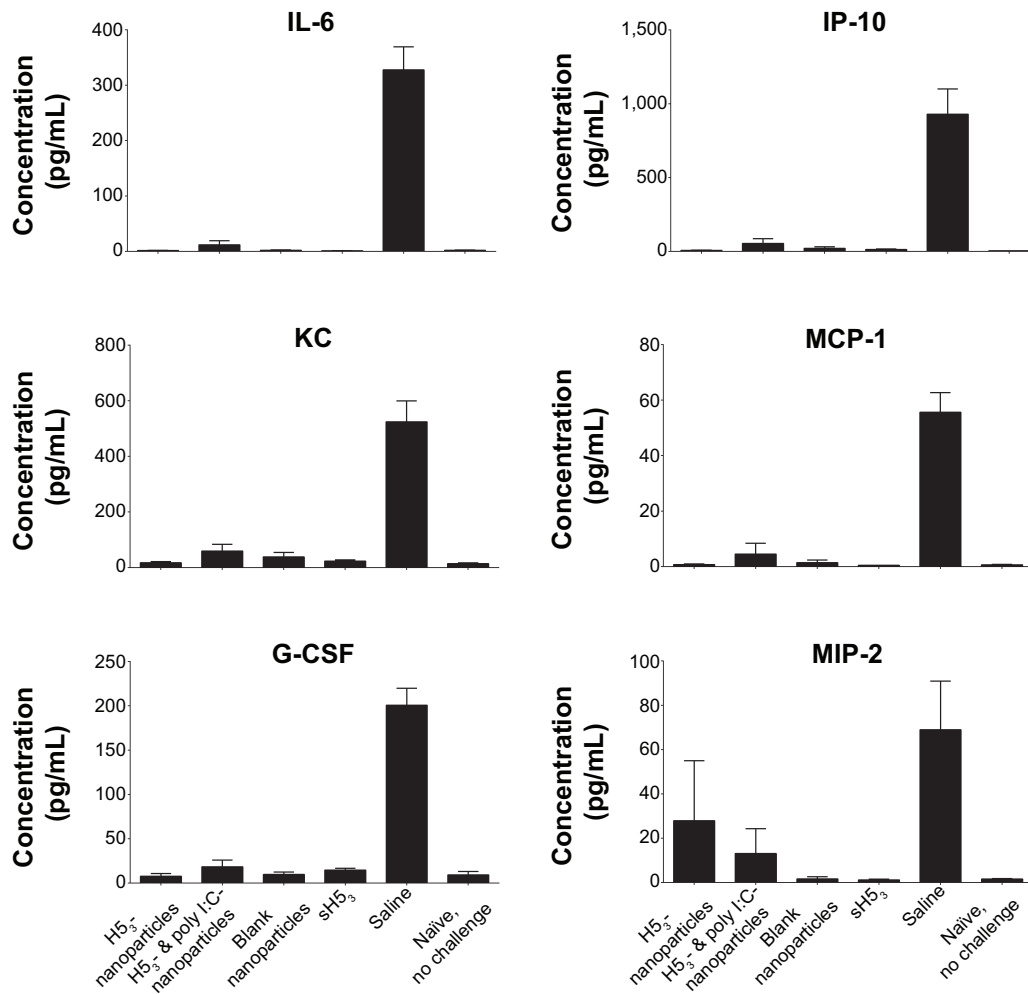 IL-6
Concentration
(pg/mL)
400
300
200
100
0
IP-10
Concentration
(pg/mL)
1,500
1,000
500
0
KC
Concentration
(pg/mL)
800
600
400
200
0
MCP-1
Concentration
(pg/mL)
80
60
40
20
0
G-CSF
Concentration
(pg/mL)
250
200
150
100
50
0
H5₃-
nanoparticles
H5₃- & poly I:C-
nanoparticles
Blank
nanoparticles
sH5₃
Saline
Naïve,
no challenge
MIP-2
Concentration
(pg/mL)
100
80
60
40
20
0
H5₃-
nanoparticles
H5₃- & poly I:C-
nanoparticles
Blank
nanoparticles
sH5₃
Saline
Naïve,
no challenge